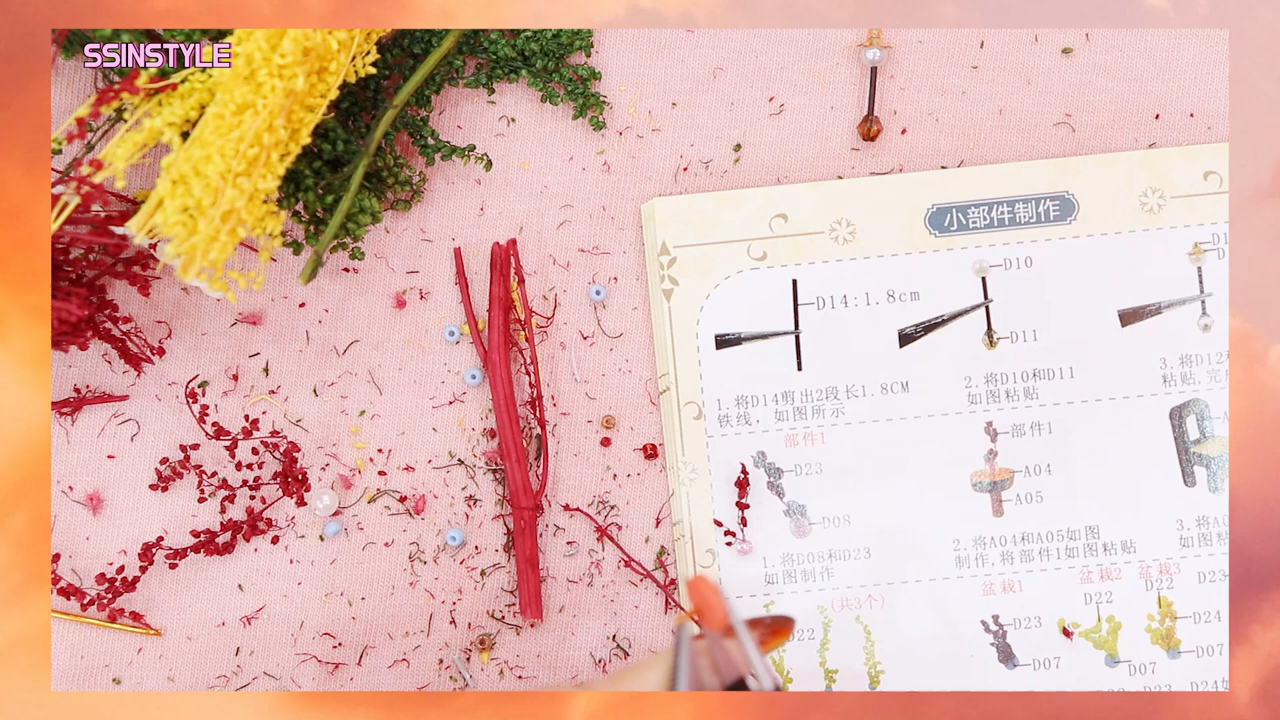 SSINSTYLE
小部件制作
D14:1.8cm
D10
D11
1.将D14剪出2段长1.8CM
铁线，如图所示
2.将D10和D11
如图粘贴
3.将D12
粘贴,完
部件1
D23
D08
1.将D08和D23
如图制作
部件1
A04
A05
2.将A04和A05如图
制作,将部件1如图粘贴
如图粘
(共3个)
D22
盆栽1
D23
D07
盆栽2
D22
D07
盆栽3
D22
D23
D24
D07